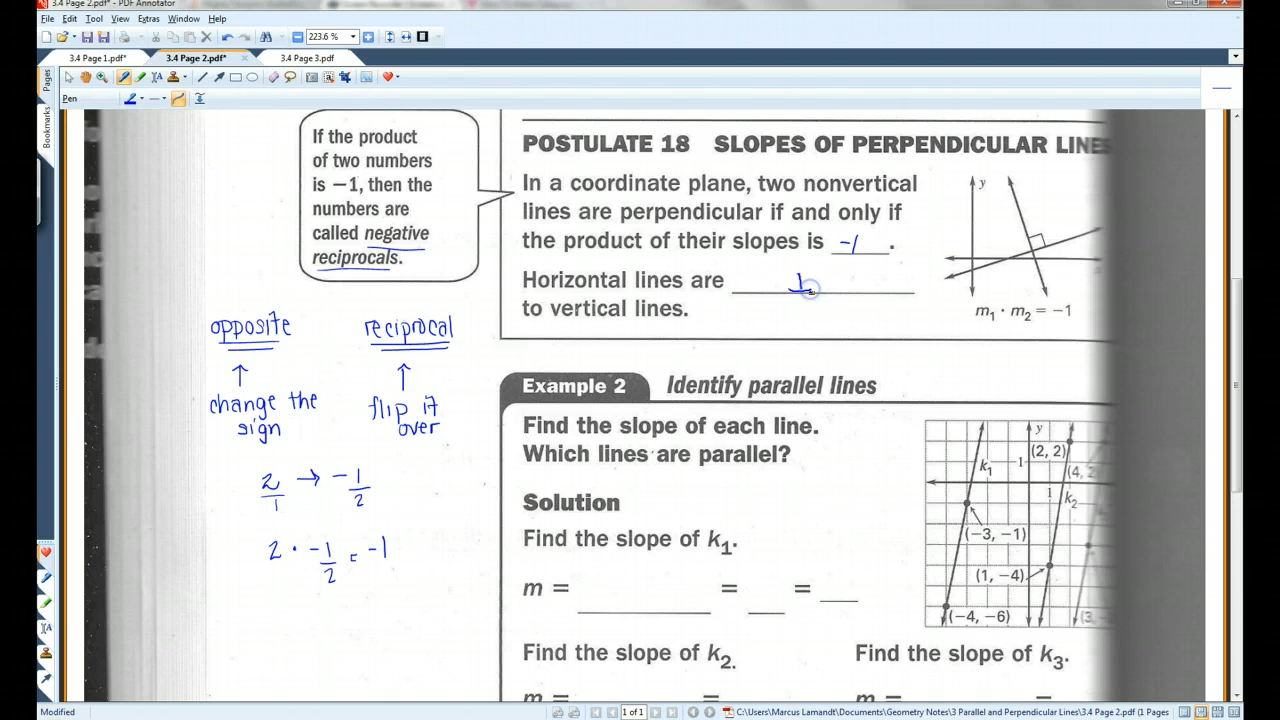 3.4 Page 2.pdf* - PDF Annotator
File Edit Tool View Extras Window Help
223.6 %
3.4 Page 1.pdf* 3.4 Page 2.pdf* 3.4 Page 3.pdf
Pen
Pages
Bookmarks
If the product
of two numbers
is −1, then the
numbers are
called negative
reciprocals.
POSTULATE 18 SLOPES OF PERPENDICULAR LINES
In a coordinate plane, two nonvertical
lines are perpendicular if and only if
the product of their slopes is -1.
Horizontal lines are ⊥
to vertical lines.
y
m1 · m2 = −1
opposite reciprocal
↑ ↑
change the flip it
sign over
2/1 → -1/2
2 · -1/2 = -1
Example 2 Identify parallel lines
Find the slope of each line.
Which lines are parallel?
Solution
Find the slope of k1.
m = ___ = ___ = ___
Find the slope of k2. Find the slope of k3.
m = = m =
y
(2, 2)
k1
1
(4, 2
1
k2
(−3, −1)
(1, −4)
(−4, −6)
(3,
Modified
1 of 1
C:\Users\Marcus Lamandt\Documents\Geometry Notes\3 Parallel and Perpendicular Lines\3.4 Page 2.pdf (1 Pages